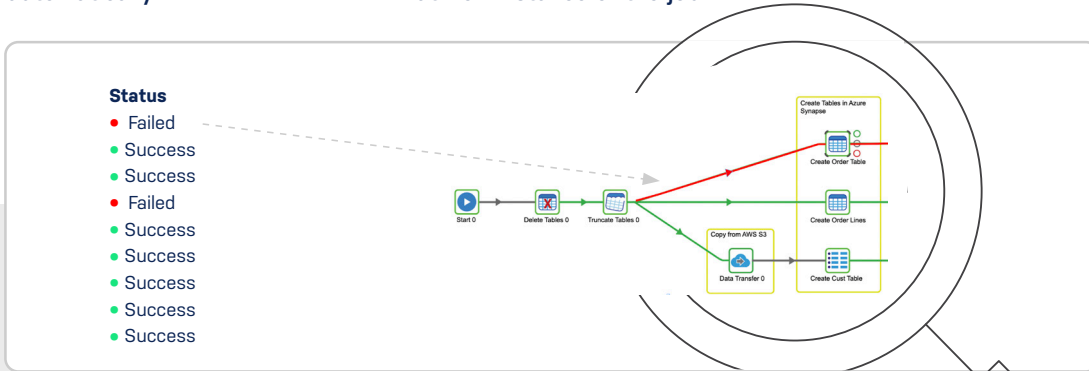 Status
Failed
Success
Success
Failed
Success
Success
Success
Success
Success
Create Tables in Azure
Synapse
Create Order Table
Start 0
Delete Tables 0
Truncate Tables 0
Create Order Lines
Copy from AWS S3
Data Transfer 0
Create Cust Table